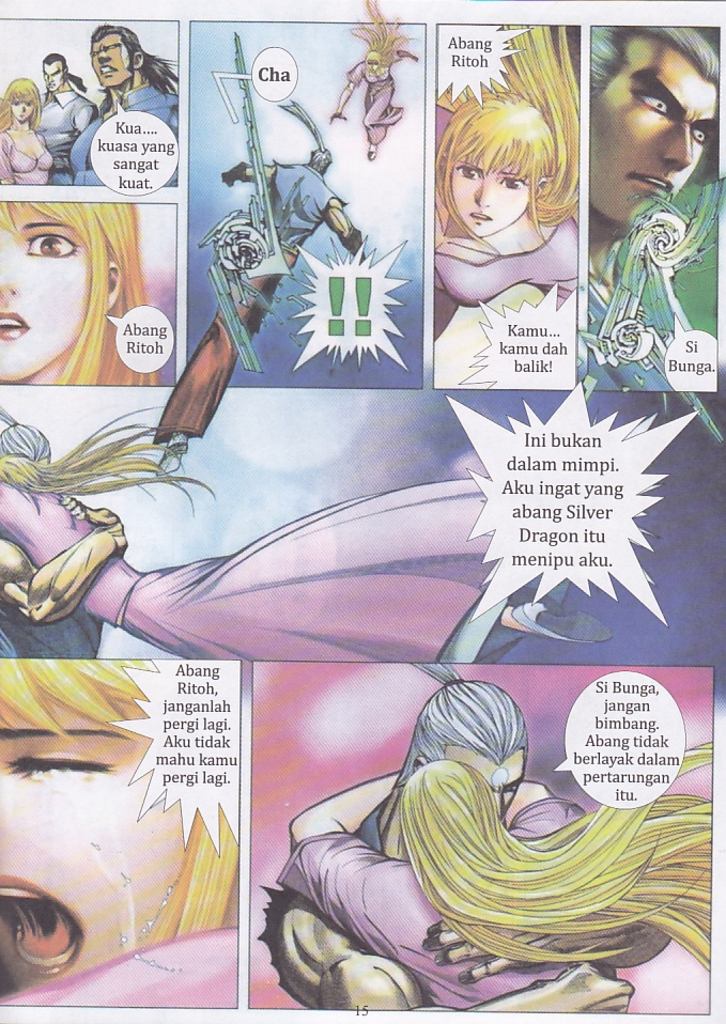 Kua....
kuasa yang
sangat
kuat.
Abang
Ritoh
Cha
!!
Abang
Ritoh
Kamu...
kamu dah
balik!
Si
Bunga.
Ini bukan
dalam mimpi.
Aku ingat yang
abang Silver
Dragon itu
menipu aku.
Abang
Ritoh,
janganlah
pergi lagi.
Aku tidak
mahu kamu
pergi lagi.
Si Bunga,
jangan
bimbang.
Abang tidak
berlayak dalam
pertarungan
itu.
15